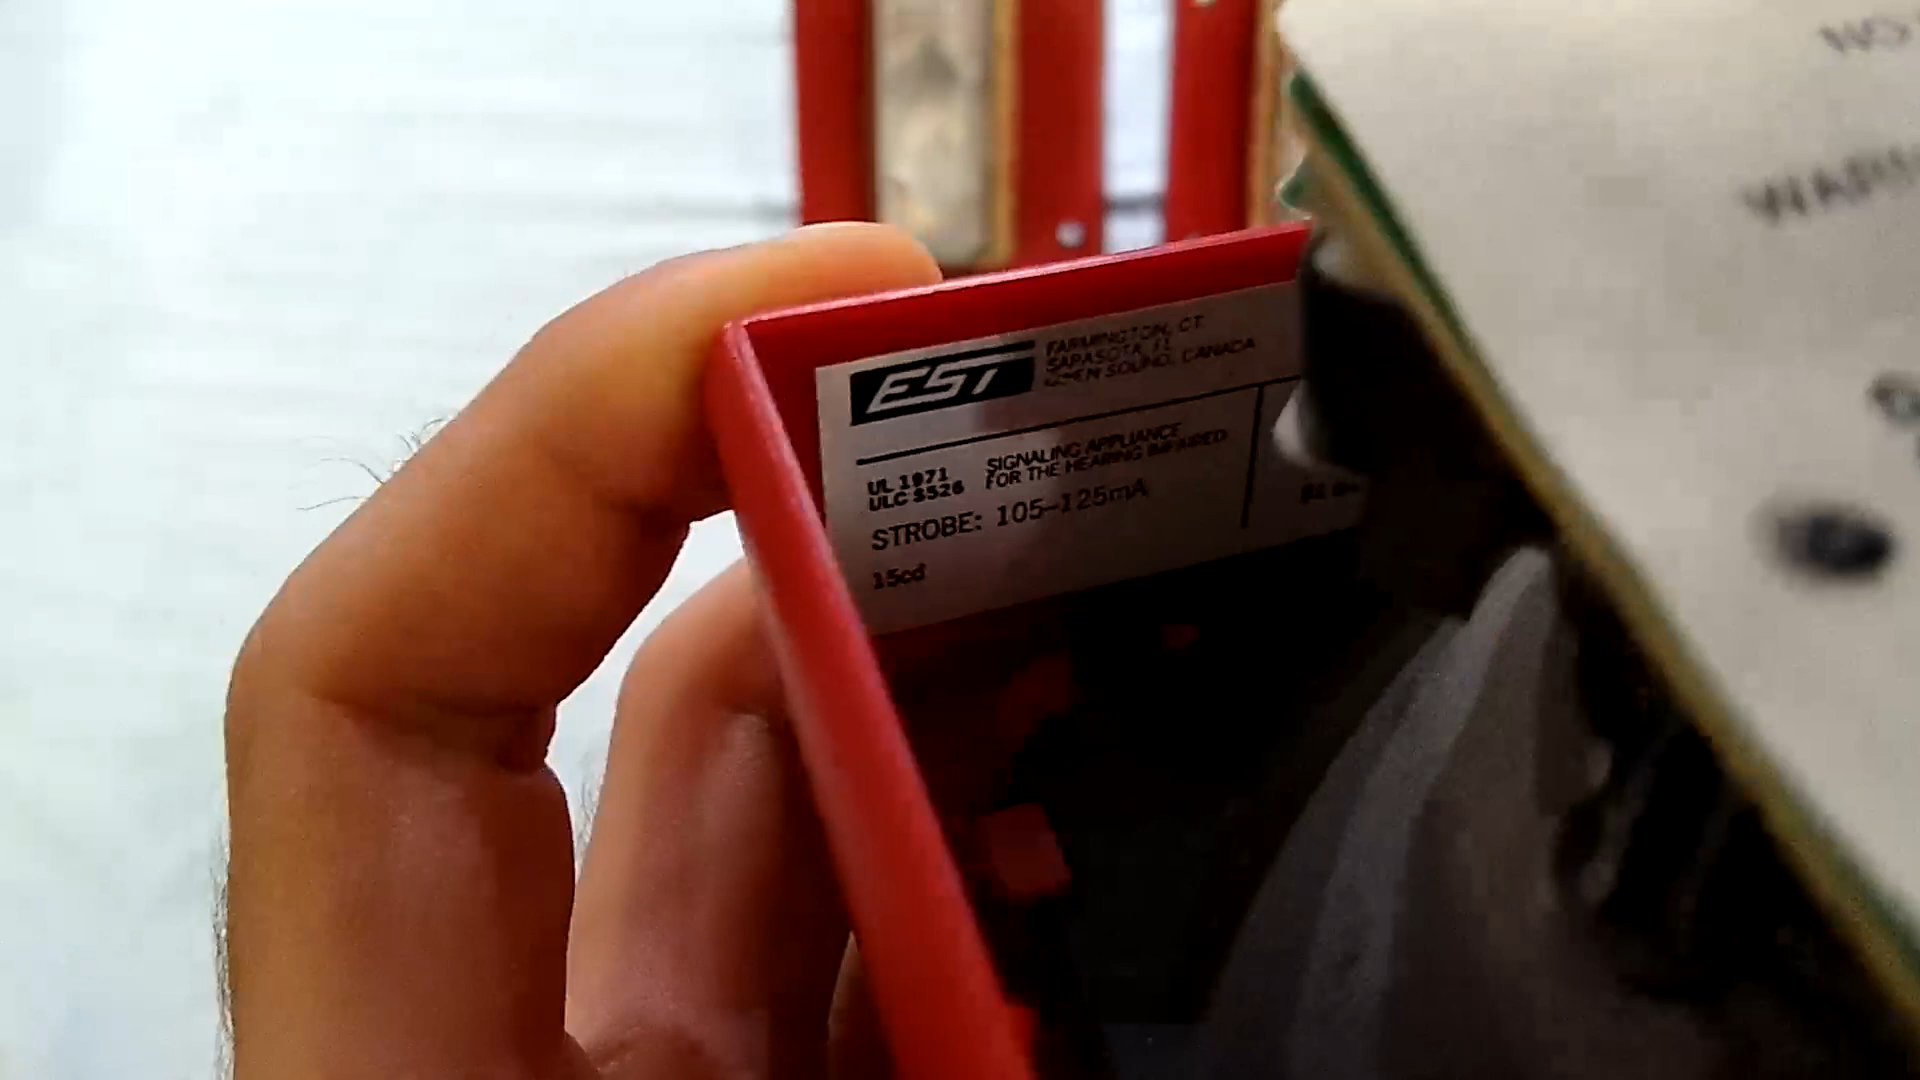 NO
EST
FARMINGTON, CT
SARASOTA, FL
OWEN SOUND, CANADA
UL 1971
ULC S526
SIGNALING APPLIANCE
FOR THE HEARING IMPAIRED
STROBE: 105-125mA
15cd